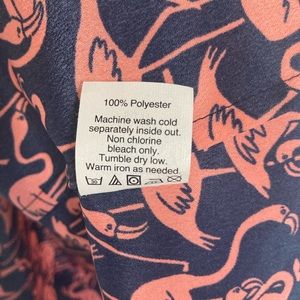 100% Polyester
Machine wash cold
separately inside out.
Non chlorine
bleach only.
Tumble dry low.
Warm iron as needed.